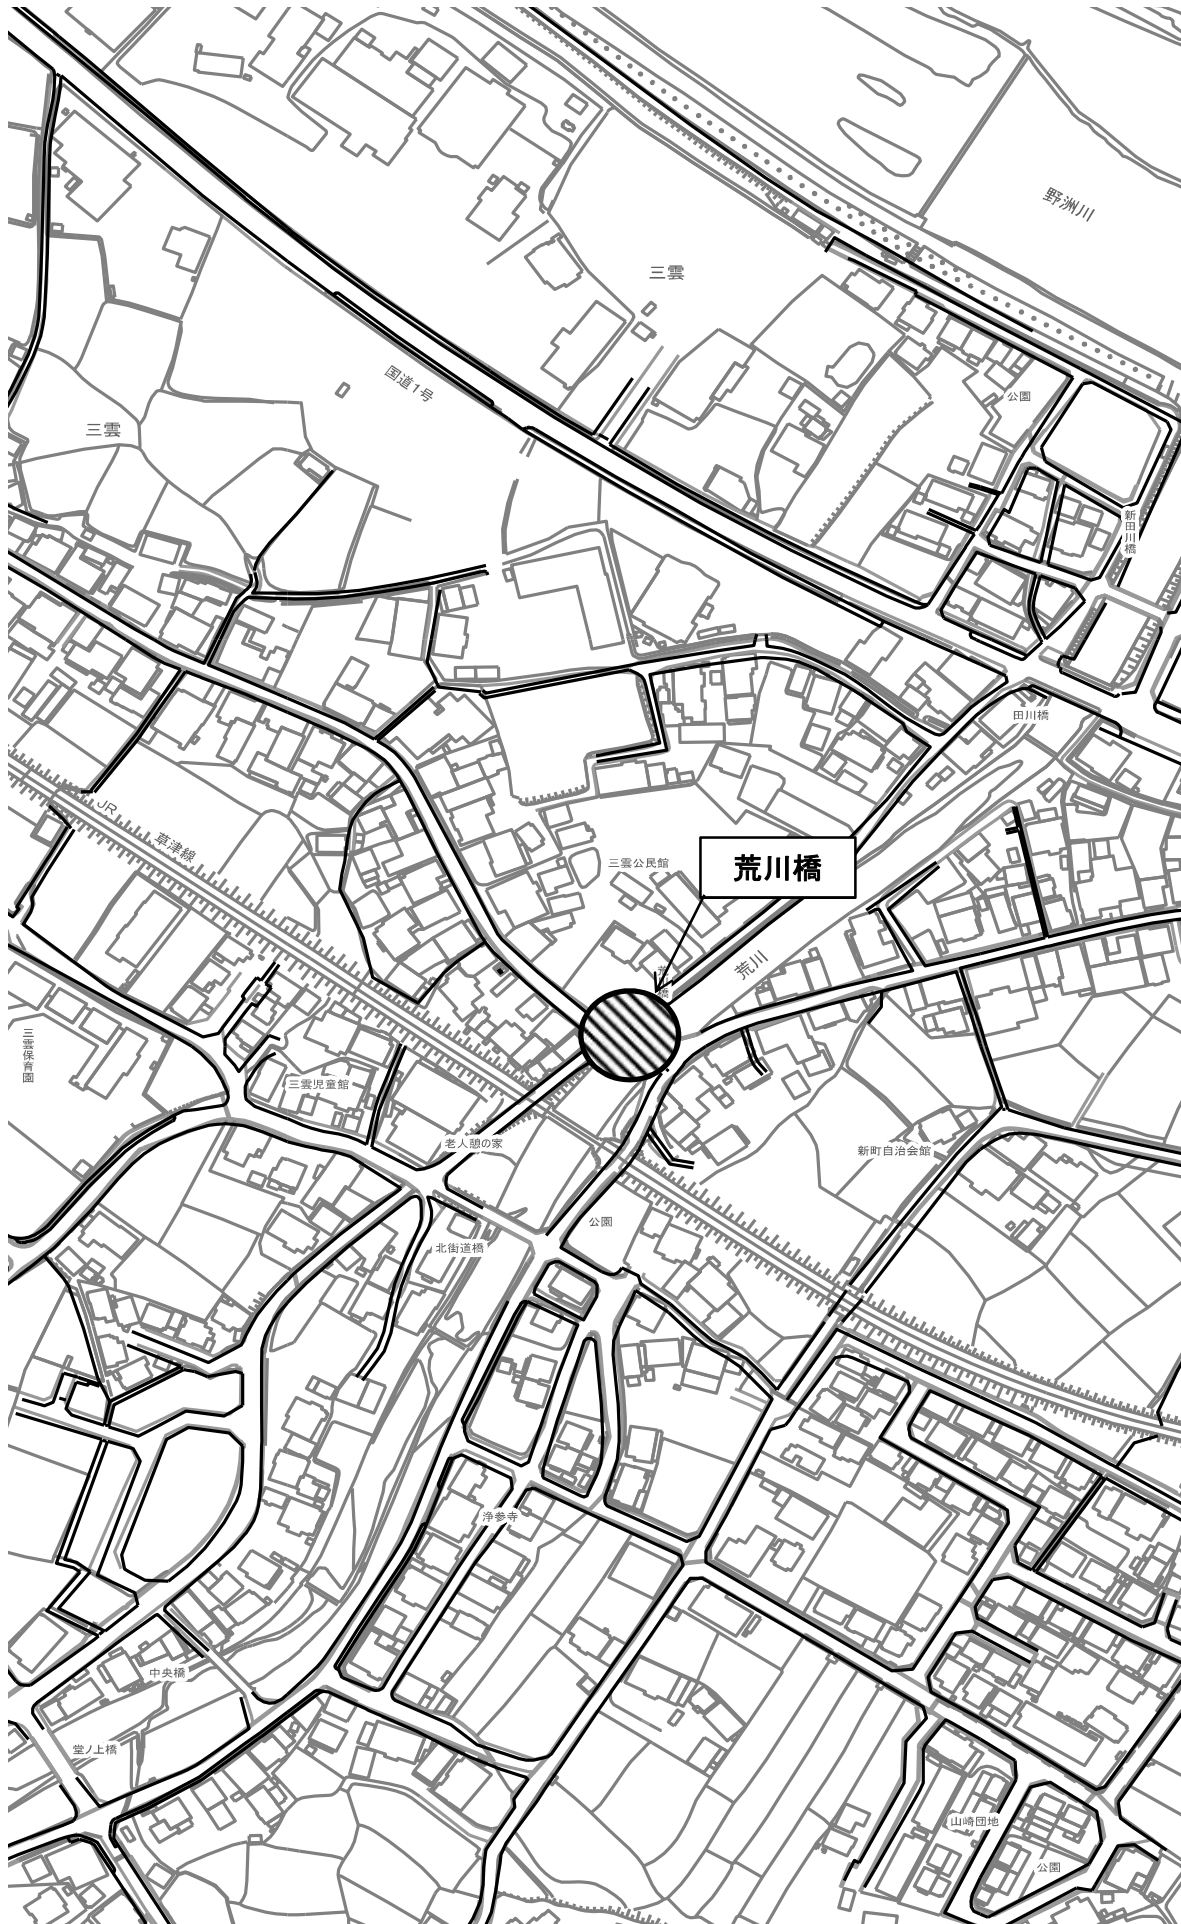 野洲川
三雲
国道1号
公園
三雲
新田川橋
田川橋
JR
草津線
三雲公民館
荒川橋
荒川
三雲保育園
三雲児童館
老人憩の家
新町自治会館
公園
北街道橋
浄参寺
中央橋
堂ノ上橋
山崎団地
公園